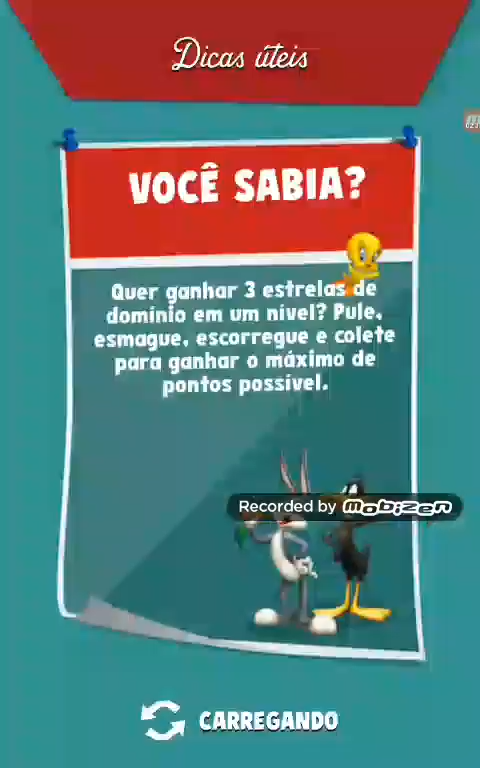 Dicas úteis
VOCÊ SABIA?
Quer ganhar 3 estrelas de
domínio em um nível? Pule,
esmague, escorregue e colete
para ganhar o máximo de
pontos possível.
Recorded by mobizen
CARREGANDO